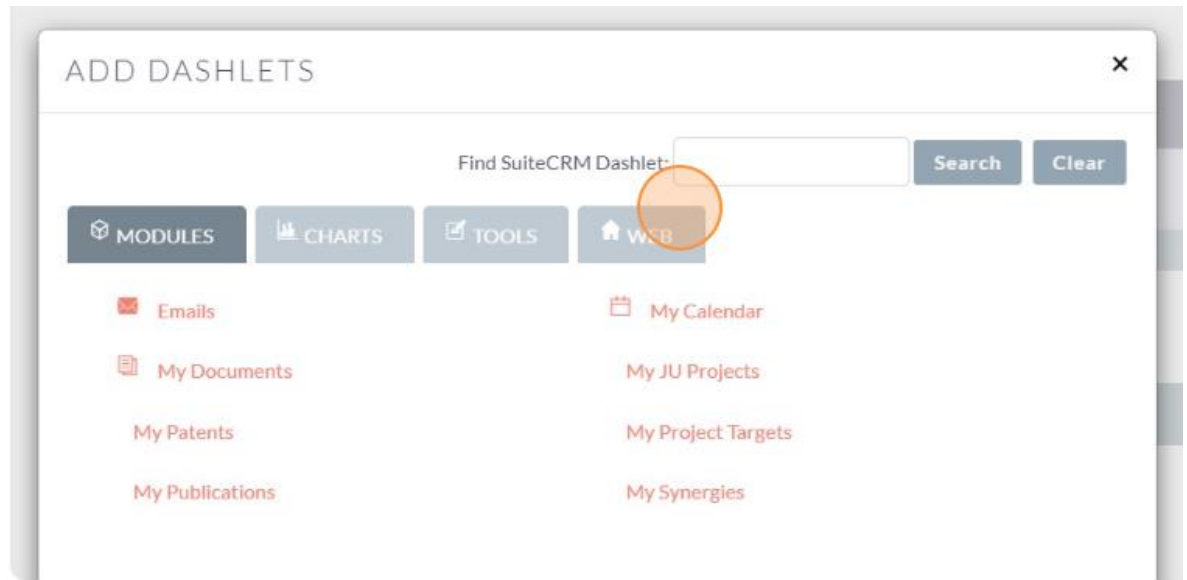 ADD DASHLETS ×
Find SuiteCRM Dashlet: Search Clear
MODULES CHARTS TOOLS WEB
Emails My Calendar
My Documents My JU Projects
My Patents My Project Targets
My Publications My Synergies